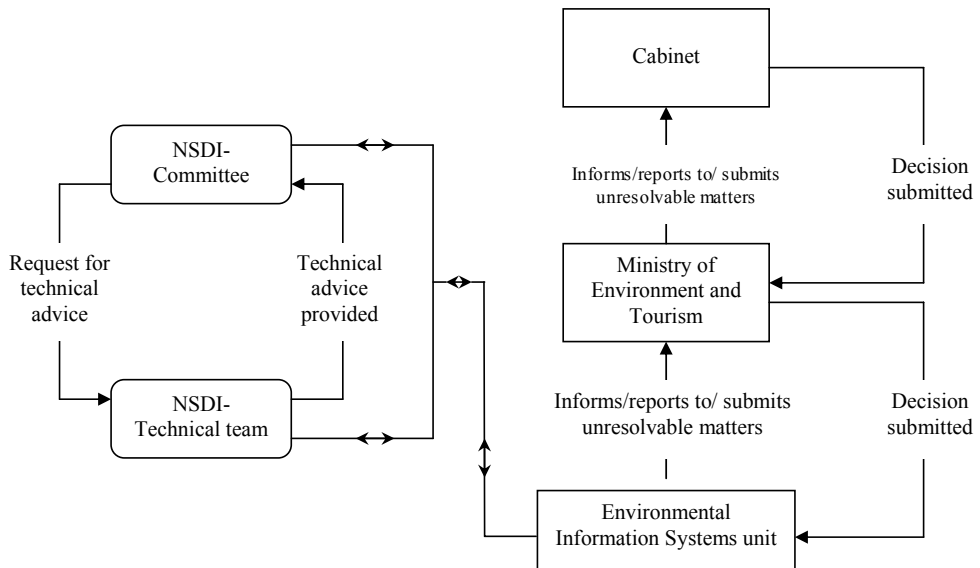 Cabinet
NSDI-
Committee
Informs/reports to/ submits
unresolvable matters
Decision
submitted
Request for
technical
advice
Technical
advice
provided
Ministry of
Environment and
Tourism
NSDI-
Technical team
Informs/reports to/ submits
unresolvable matters
Decision
submitted
Environmental
Information Systems unit